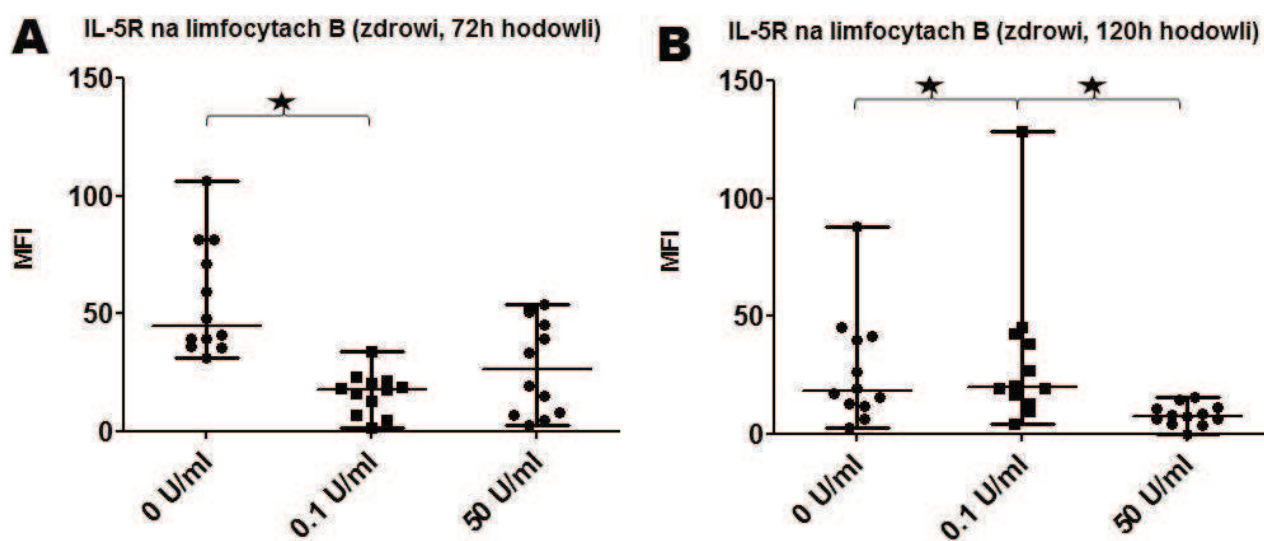 A
IL-5R na limfocytach B (zdrowi, 72h hodowli)
150
100
50
0
MFI
0 U/ml
0.1 U/ml
50 U/ml
B
IL-5R na limfocytach B (zdrowi, 120h hodowli)
150
100
50
0
MFI
0 U/ml
0.1 U/ml
50 U/ml